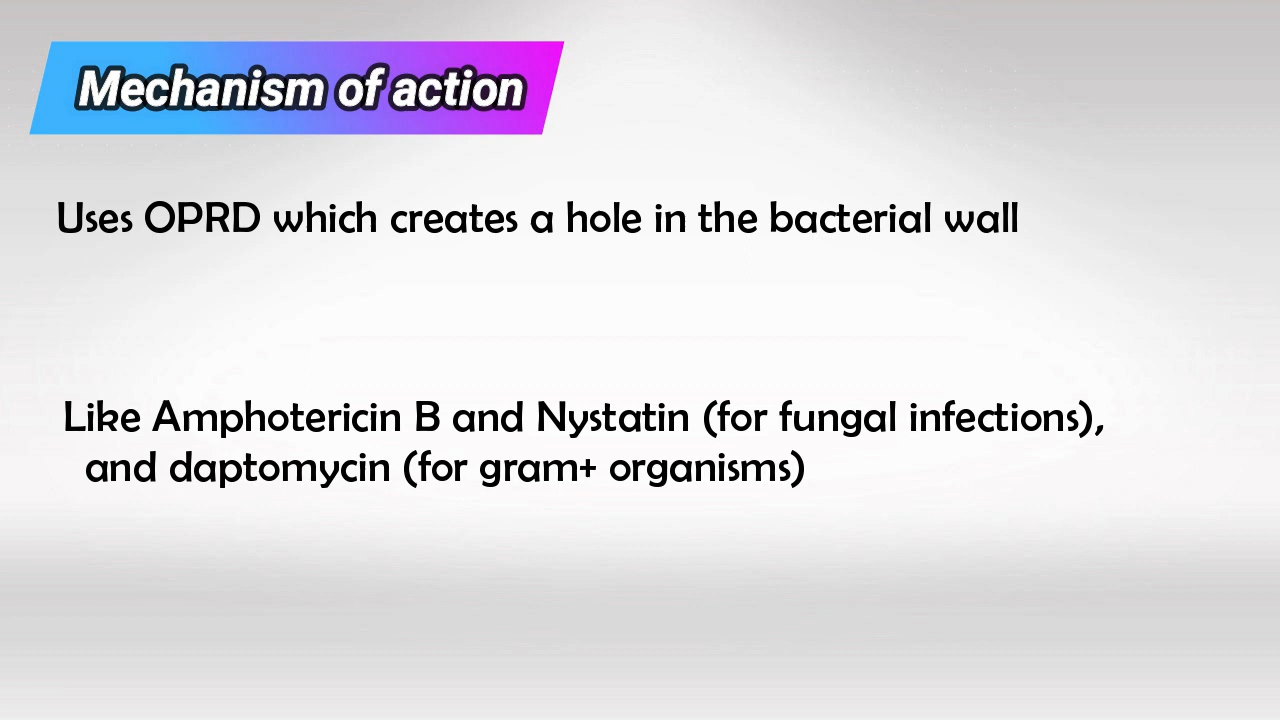 Mechanism of action
Uses OPRD which creates a hole in the bacterial wall
Like Amphotericin B and Nystatin (for fungal infections),
and daptomycin (for gram+ organisms)